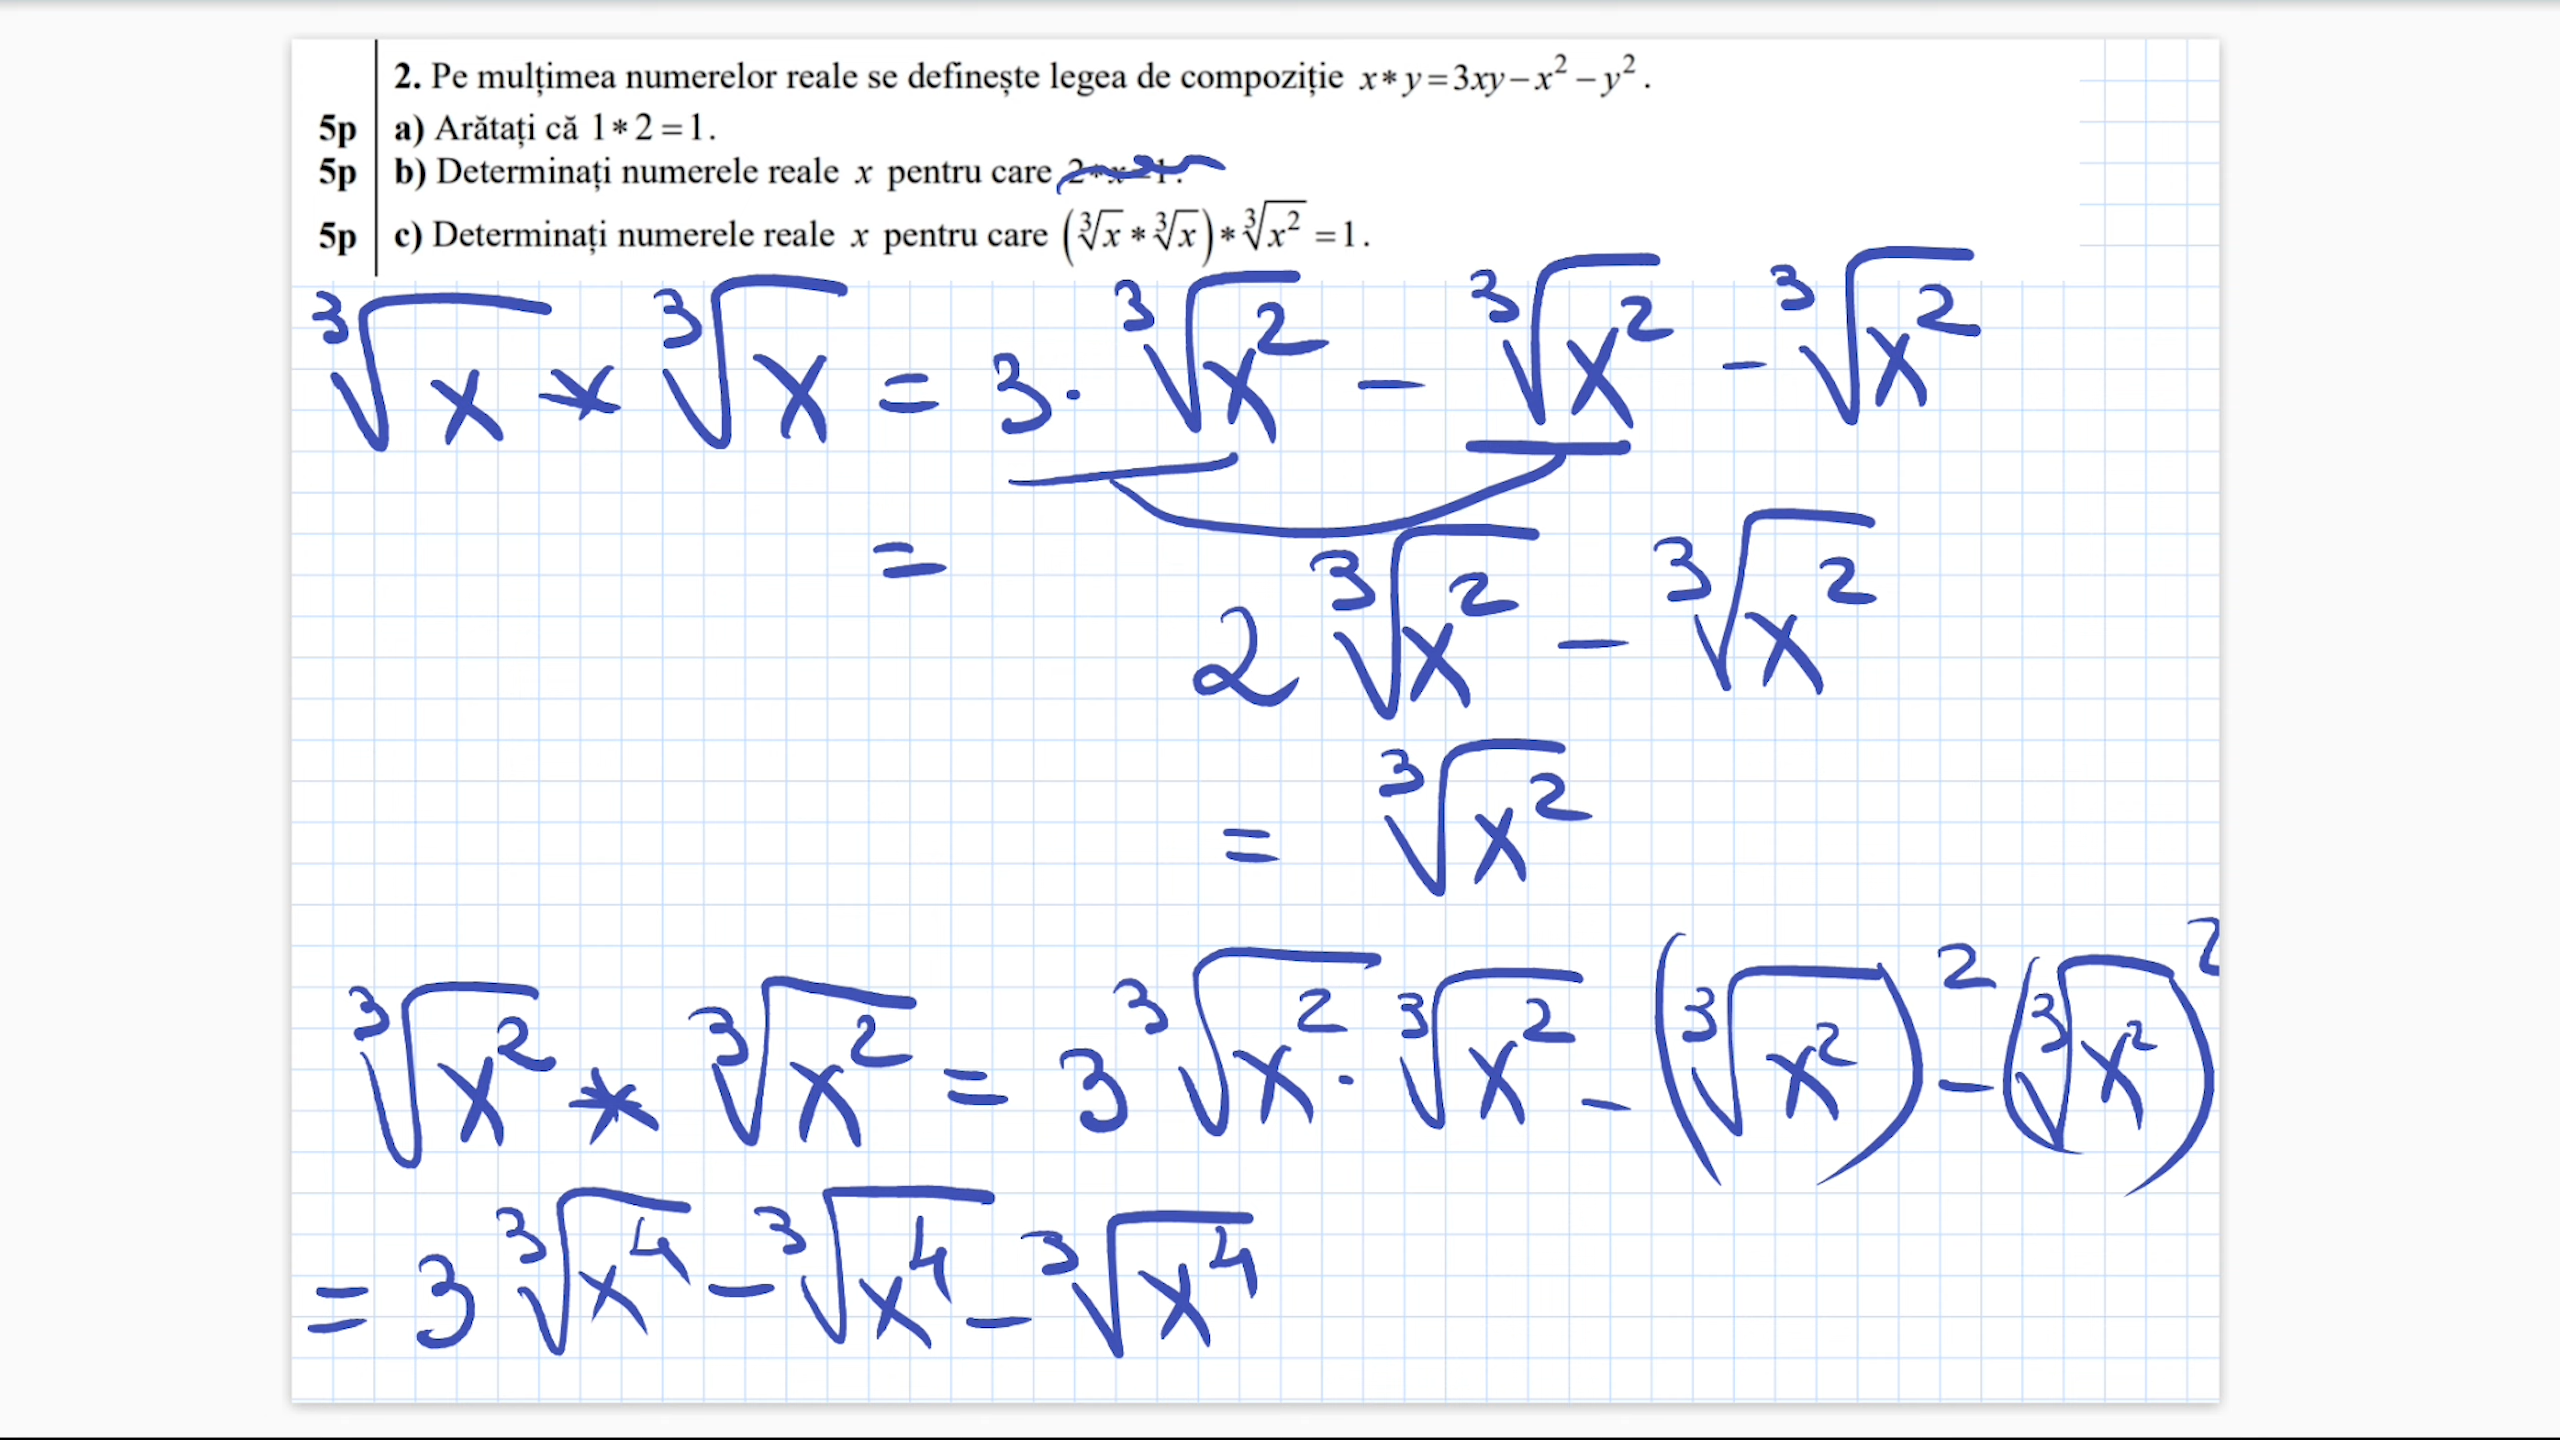 2. Pe mulțimea numerelor reale se definește legea de compoziție x*y=3xy−x²−y².
5p a) Arătați că 1*2=1.
5p b) Determinați numerele reale x pentru care
5p c) Determinați numerele reale x pentru care (∛x * ∛x) * ∛x² = 1.
∛x * ∛x = 3·∛x² − ∛x² − ∛x²
= 2∛x² − ∛x²
= ∛x²
∛x² * ∛x² = 3∛x² · ∛x² − (∛x²)² − (∛x²)²
= 3∛x⁴ − ∛x⁴ − ∛x⁴